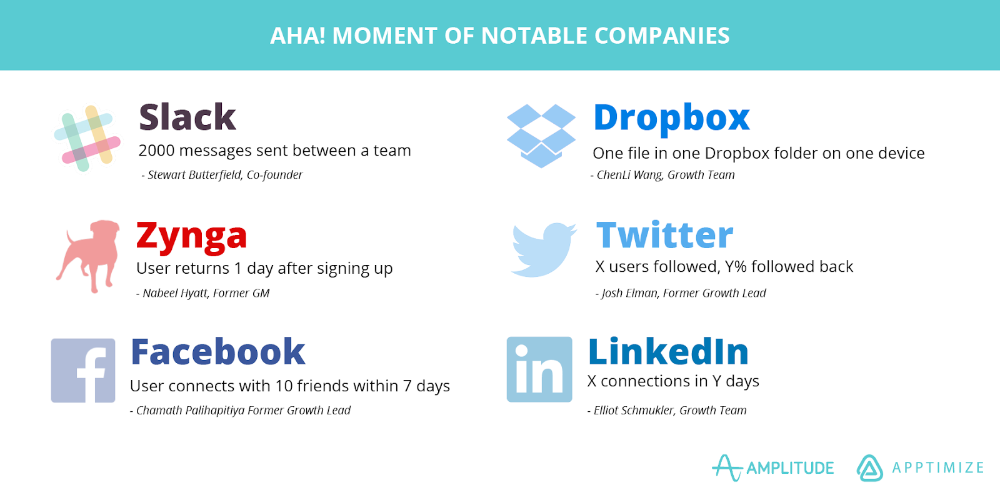 AHA! MOMENT OF NOTABLE COMPANIES
Slack
2000 messages sent between a team
- Stewart Butterfield, Co-founder
Dropbox
One file in one Dropbox folder on one device
- ChenLi Wang, Growth Team
Zynga
User returns 1 day after signing up
- Nabeel Hyatt, Former GM
Twitter
X users followed, Y% followed back
- Josh Elman, Former Growth Lead
Facebook
User connects with 10 friends within 7 days
- Chamath Palihapitiya Former Growth Lead
in
LinkedIn
X connections in Y days
- Elliot Schmukler, Growth Team
AMPLITUDE
APPTIMIZE